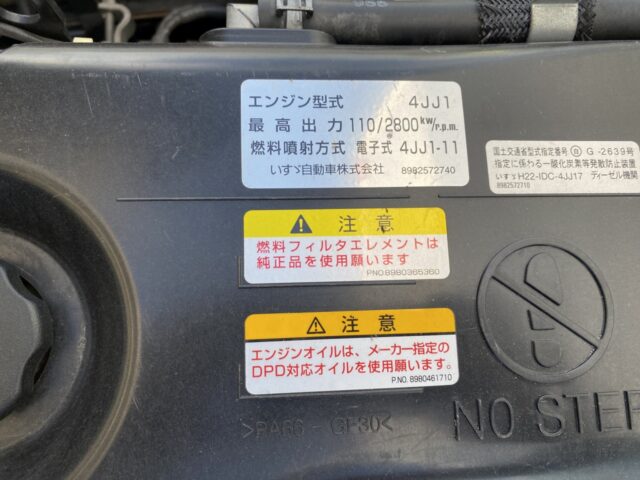 エンジン型式 4JJ1
最高出力 110/2800kw/r.p.m.
燃料噴射方式 電子式 4JJ1-11
いすゞ自動車株式会社 8982572740
国土交通省型式指定番号 Ⓑ G-2639号
指定に係わる一酸化炭素等発散防止装置
いすゞH22-IDC-4JJ17 ディーゼル機関
8982572710
⚠ 注意
燃料フィルタエレメントは
純正品を使用願います
PNO.8980365360
⚠ 注意
エンジンオイルは、メーカー指定の
DPD対応オイルを使用願います。
P.NO. 8980461710
>PA66-GF30<
NO STEP